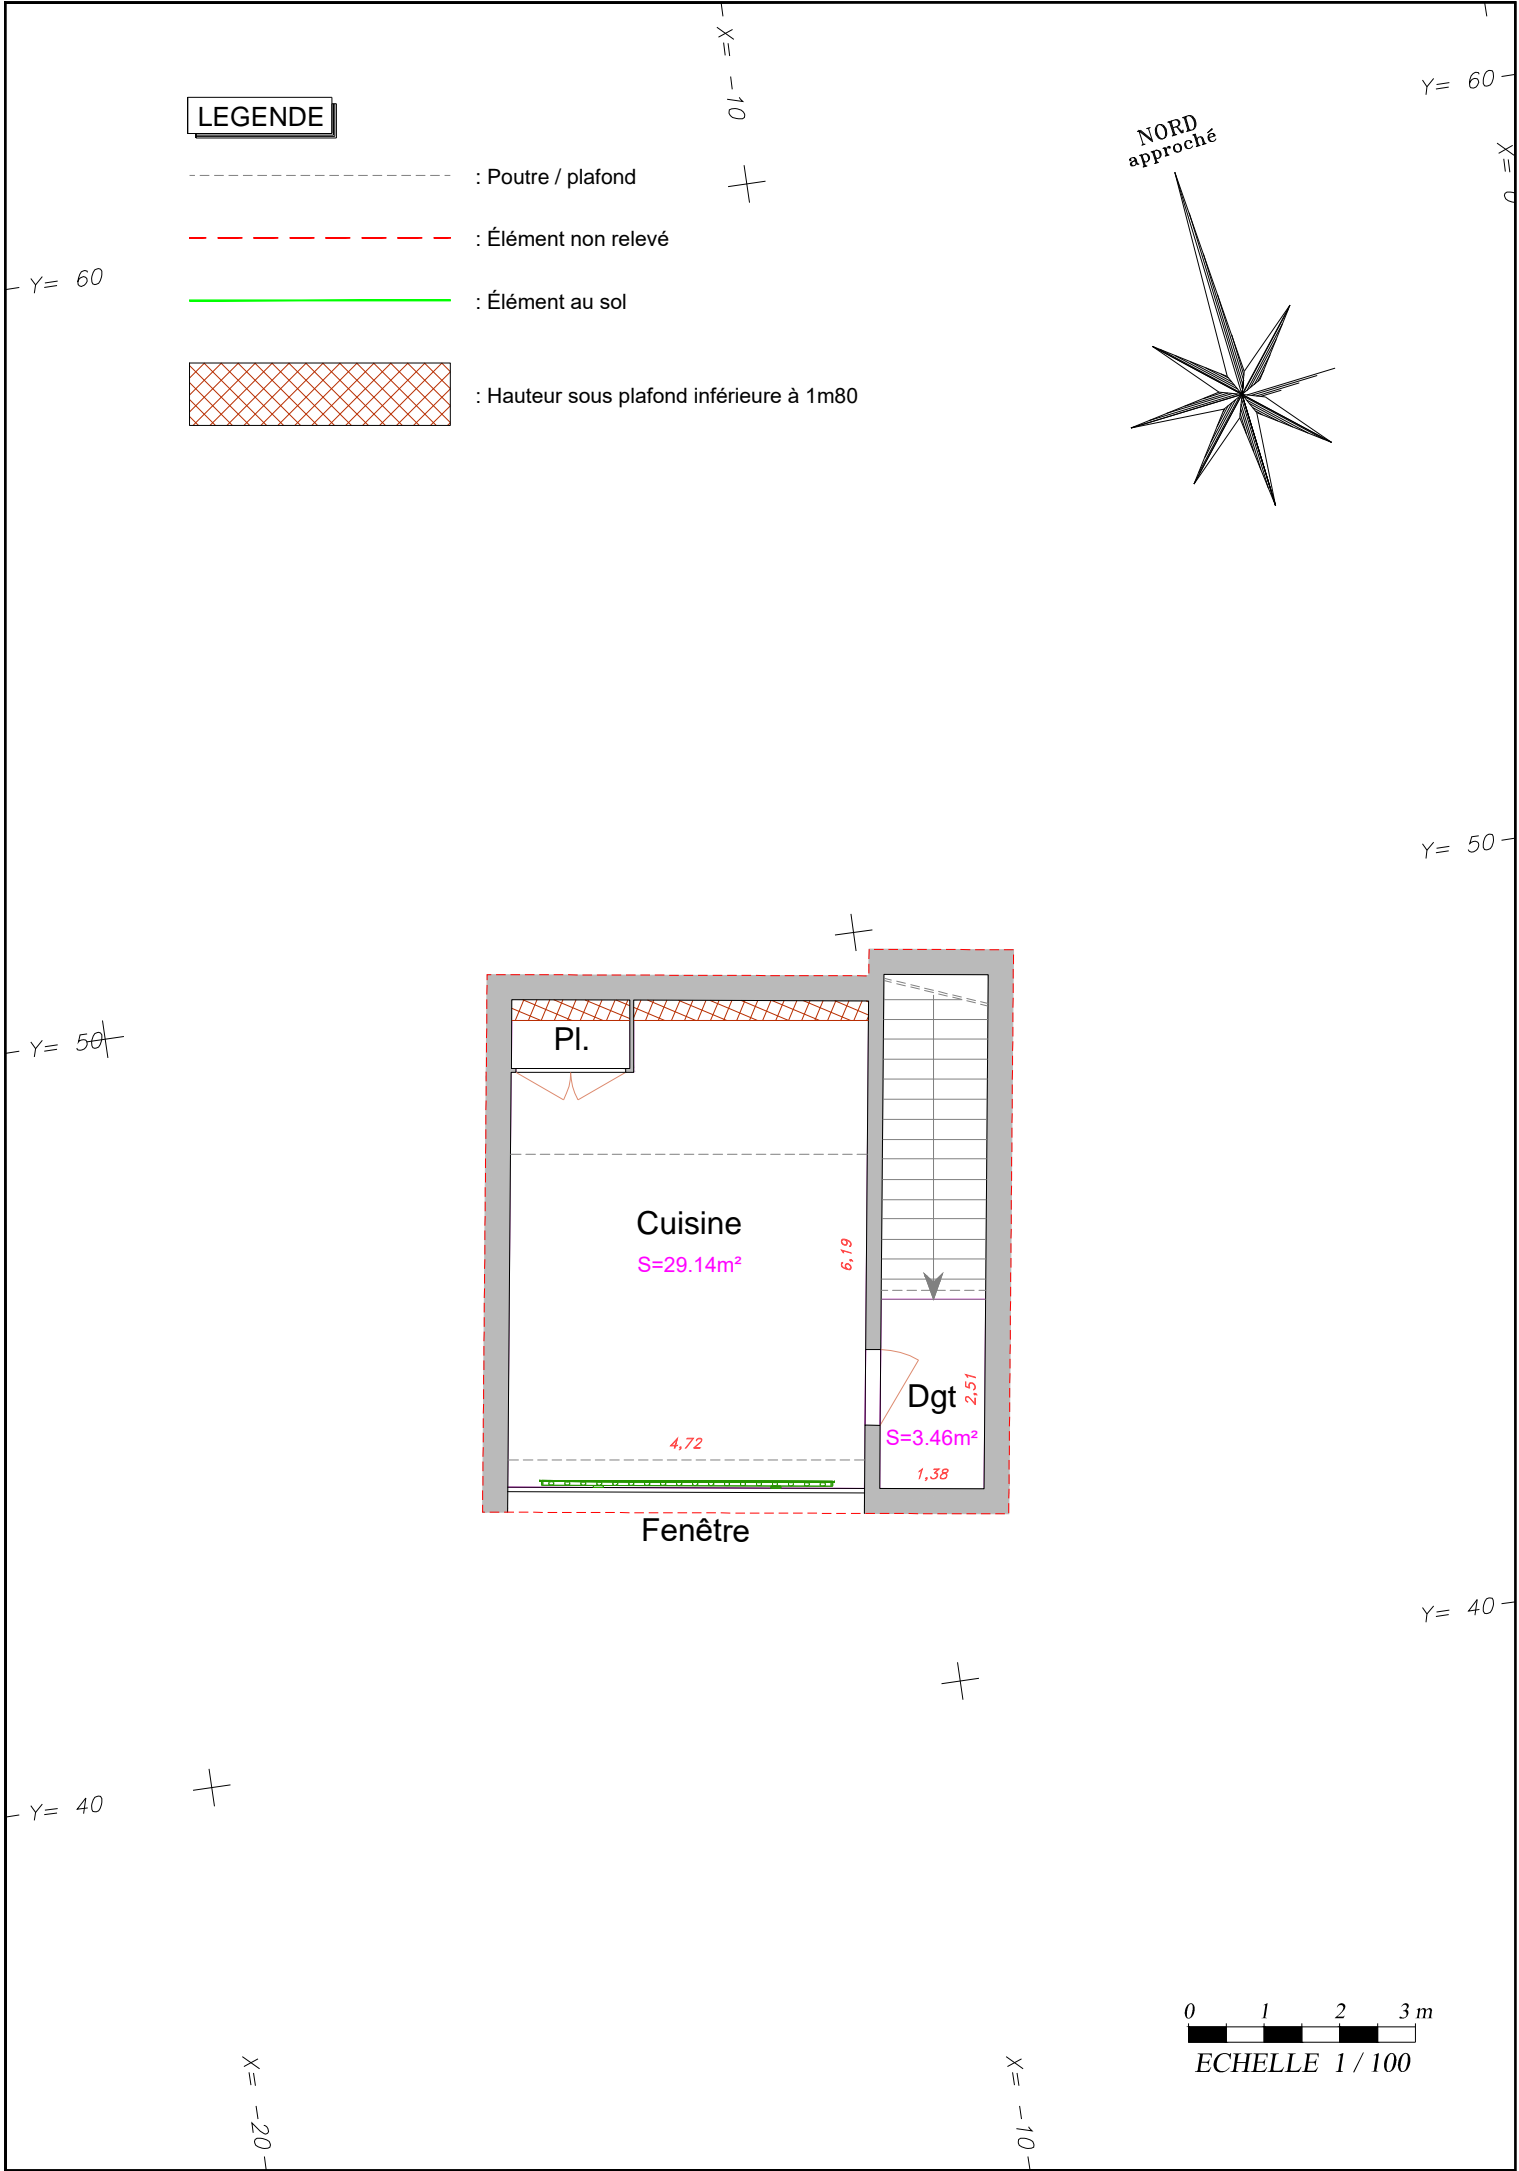 X= -10
Y= 60
LEGENDE
NORD
approché
X= 0
: Poutre / plafond
: Élément non relevé
Y= 60
: Élément au sol
: Hauteur sous plafond inférieure à 1m80
Y= 50
Y= 50
Pl.
Cuisine
S=29.14m²
6,19
Dgt
2,51
S=3.46m²
4,72
1,38
Fenêtre
Y= 40
Y= 40
0 1 2 3 m
ECHELLE 1 / 100
X= -20
X= -10